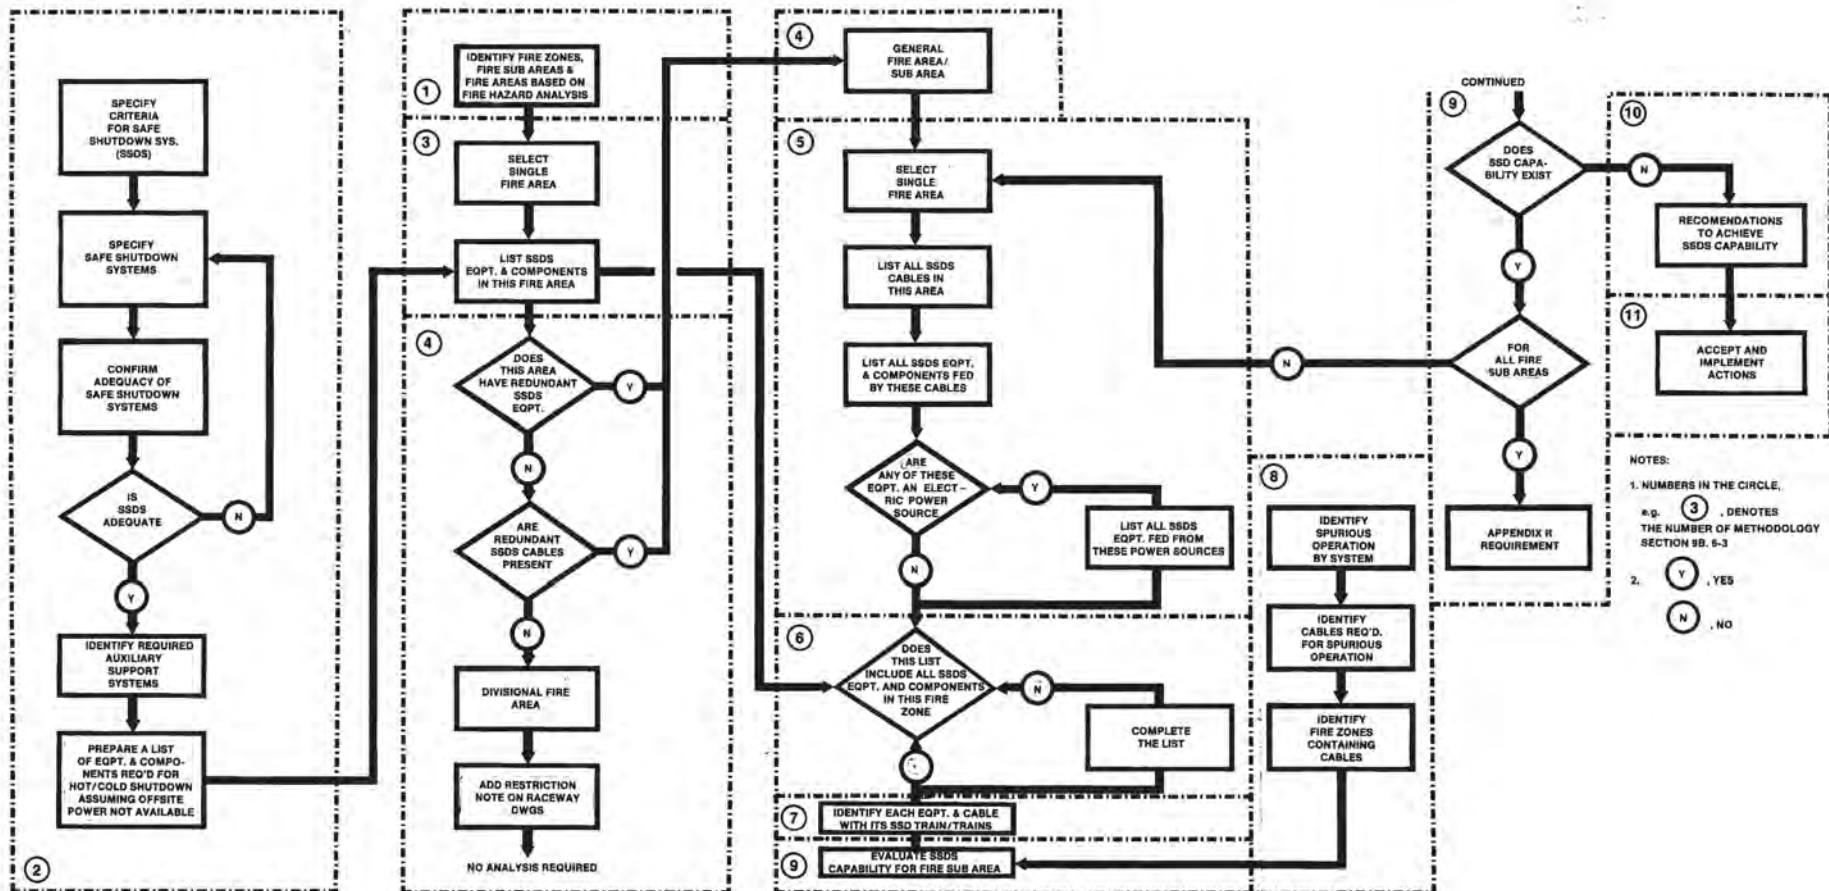 SPECIFY
CRITERIA
FOR SAFE
SHUTDOWN SYS.
(SSDS)
SPECIFY
SAFE SHUTDOWN
SYSTEMS
CONFIRM
ADEQUACY OF
SAFE SHUTDOWN
SYSTEMS
IS
SSDS
ADEQUATE
N
Y
IDENTIFY REQUIRED
AUXILIARY
SUPPORT
SYSTEMS
PREPARE A LIST
OF EQPT. & COMPO-
NENTS REQ'D FOR
HOT/COLD SHUTDOWN
ASSUMING OFFSITE
POWER NOT AVAILABLE
2
1
IDENTIFY FIRE ZONES,
FIRE SUB AREAS &
FIRE AREAS BASED ON
FIRE HAZARD ANALYSIS
3
SELECT
SINGLE
FIRE AREA
LIST SSDS
EQPT. & COMPONENTS
IN THIS FIRE AREA
4
DOES
THIS AREA
HAVE REDUNDANT
SSDS
EQPT.
Y
N
ARE
REDUNDANT
SSDS CABLES
PRESENT
Y
N
DIVISIONAL FIRE
AREA
ADD RESTRICTION
NOTE ON RACEWAY
DWGS
NO ANALYSIS REQUIRED
4
GENERAL
FIRE AREA/
SUB AREA
5
SELECT
SINGLE
FIRE AREA
LIST ALL SSDS
CABLES IN
THIS AREA
LIST ALL SSDS EQPT.
& COMPONENTS FED
BY THESE CABLES
ARE
ANY OF THESE
EQPT. AN ELECT-
RIC POWER
SOURCE
Y
LIST ALL SSDS
EQPT. FED FROM
THESE POWER SOURCES
N
6
DOES
THIS LIST
INCLUDE ALL SSDS
EQPT. AND COMPONENTS
IN THIS FIRE
ZONE
N
COMPLETE
THE LIST
7
IDENTIFY EACH EQPT. & CABLE
WITH ITS SSD TRAIN/TRAINS
9
EVALUATE SSDS
CAPABILITY FOR FIRE SUB AREA
8
IDENTIFY
SPURIOUS
OPERATION
BY SYSTEM
IDENTIFY
CABLES REQ'D.
FOR SPURIOUS
OPERATION
IDENTIFY
FIRE ZONES
CONTAINING
CABLES
CONTINUED
9
DOES
SSD CAPA-
BILITY EXIST
N
Y
FOR
ALL FIRE
SUB AREAS
N
Y
APPENDIX R
REQUIREMENT
10
RECOMENDATIONS
TO ACHIEVE
SSDS CAPABILITY
11
ACCEPT AND
IMPLEMENT
ACTIONS
NOTES:
1. NUMBERS IN THE CIRCLE,
e.g. 3 , DENOTES
THE NUMBER OF METHODOLOGY
SECTION 9B. 5-3
2. Y , YES
N , NO